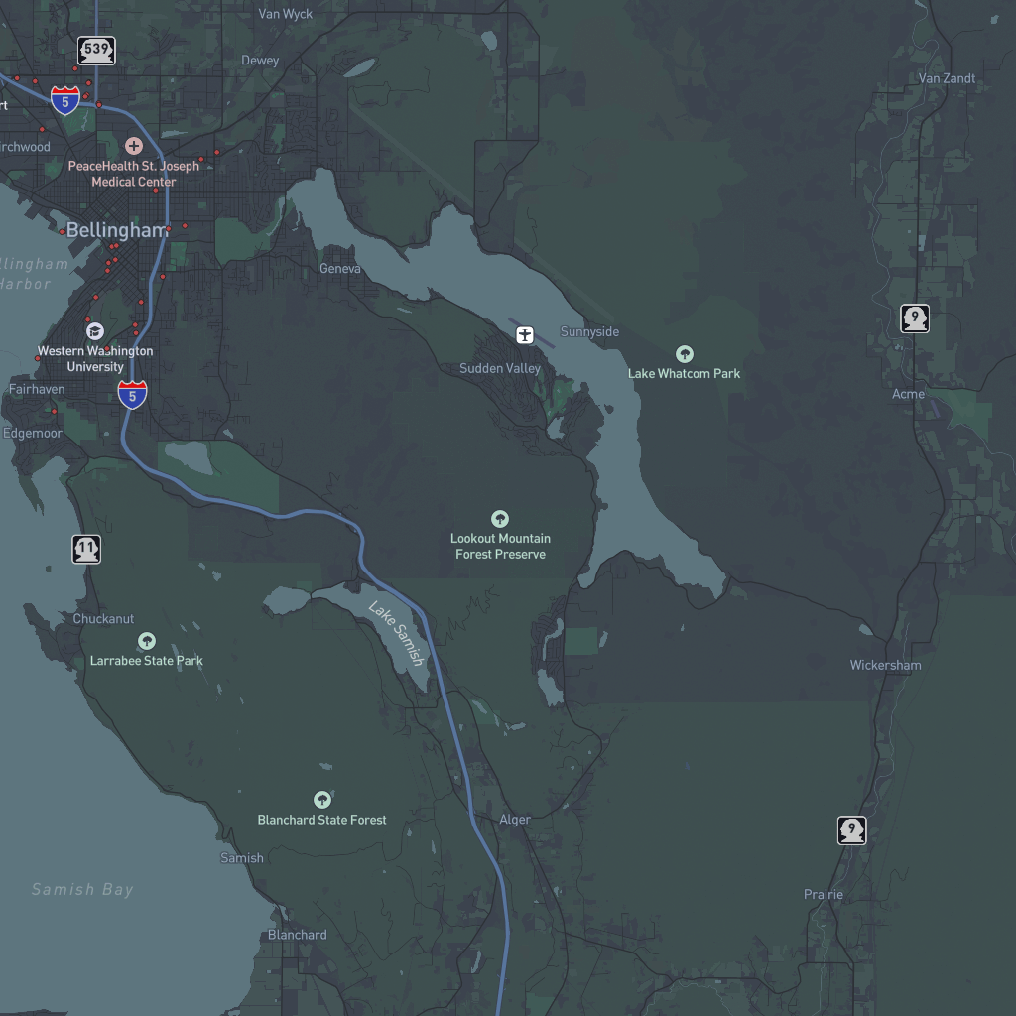 Van Wyck
539
Dewey
Van Zandt
5
rt
irchwood
PeaceHealth St. Joseph
Medical Center
Bellingham
llingham
Harbor
Geneva
9
Sunnyside
Western Washington
University
Sudden Valley
Lake Whatcom Park
Fairhaven
5
Acme
Edgemoor
Lookout Mountain
Forest Preserve
11
Chuckanut
Lake Samish
Larrabee State Park
Wickersham
Blanchard State Forest
Alger
9
Samish
Samish Bay
Prairie
Blanchard